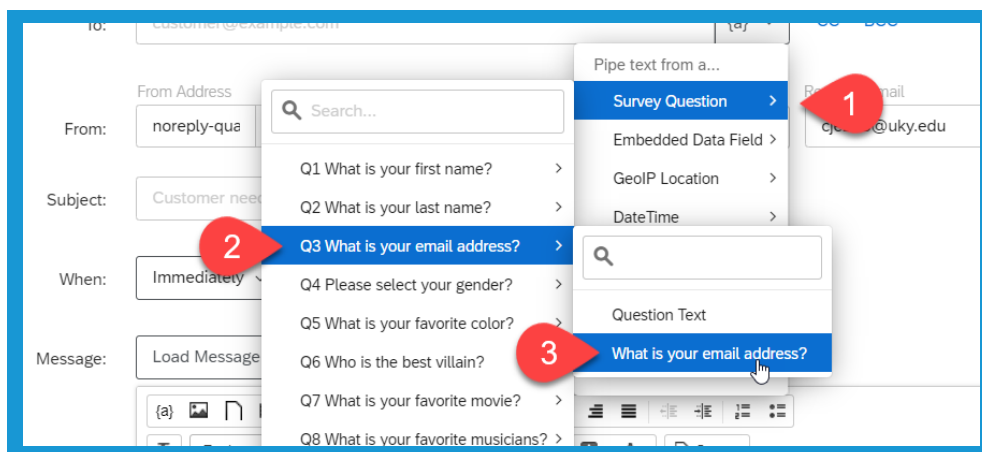 To:
customer@example.com
{a}
CC
BCC
Pipe text from a...
Survey Question
1
Embedded Data Field
GeoIP Location
DateTime
From Address
From:
noreply-qua
cj
@uky.edu
Search...
Q1 What is your first name?
Q2 What is your last name?
2
Q3 What is your email address?
Q4 Please select your gender?
Q5 What is your favorite color?
Q6 Who is the best villain?
Q7 What is your favorite movie?
Q8 What is your favorite musicians?
Question Text
3
What is your email address?
Subject:
Customer need
When:
Immediately
Message:
Load Message
{a}